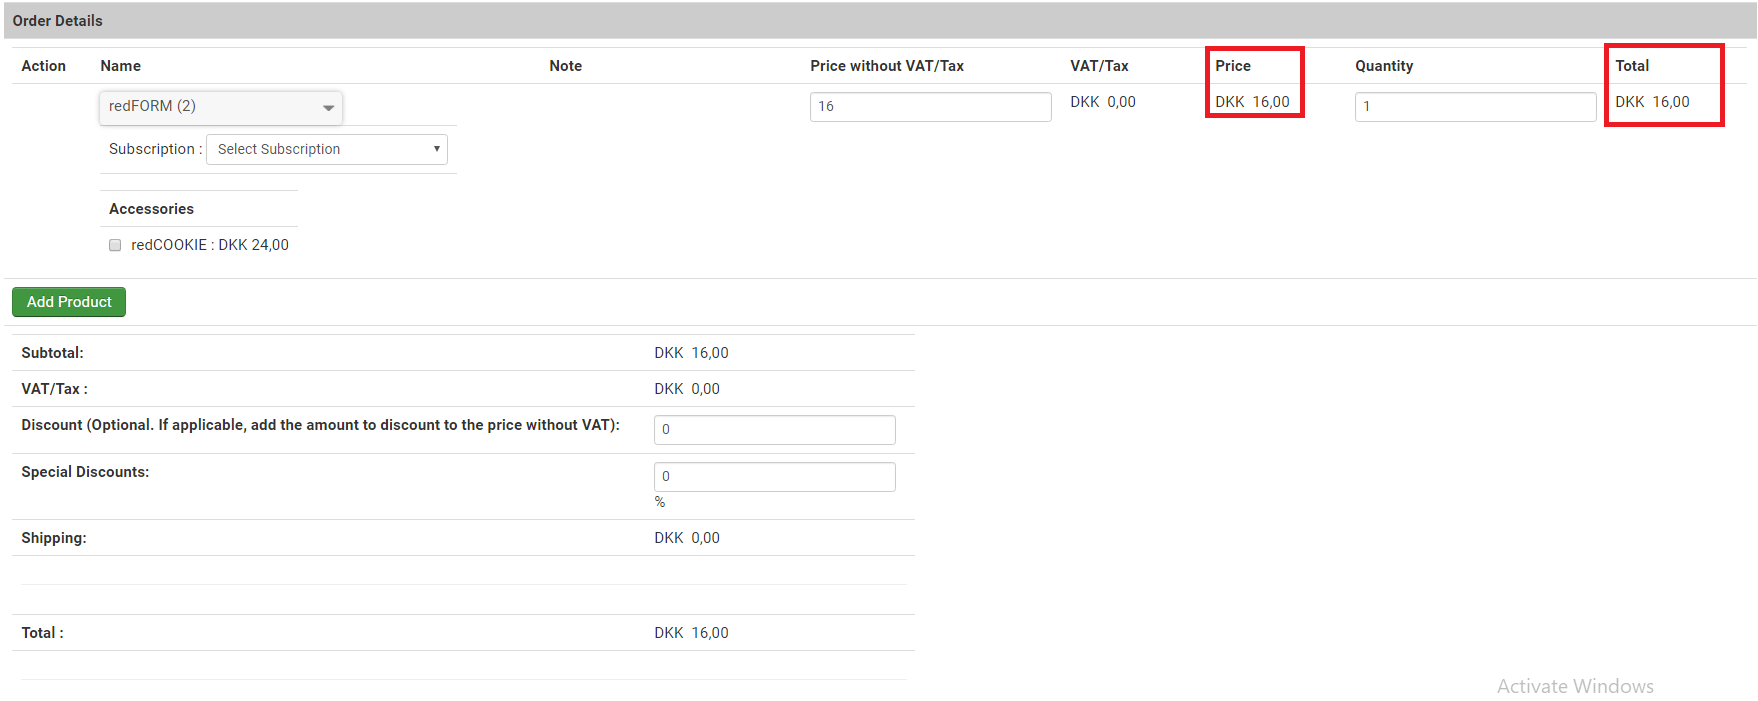 Order Details
Action Name Note Price without VAT/Tax VAT/Tax Price Quantity Total
redFORM (2) 16 DKK 0,00 DKK 16,00 1 DKK 16,00
Subscription : Select Subscription
Accessories
redCOOKIE : DKK 24,00
Add Product
Subtotal: DKK 16,00
VAT/Tax : DKK 0,00
Discount (Optional. If applicable, add the amount to discount to the price without VAT): 0
Special Discounts: 0
%
Shipping: DKK 0,00
Total : DKK 16,00
Activate Windows